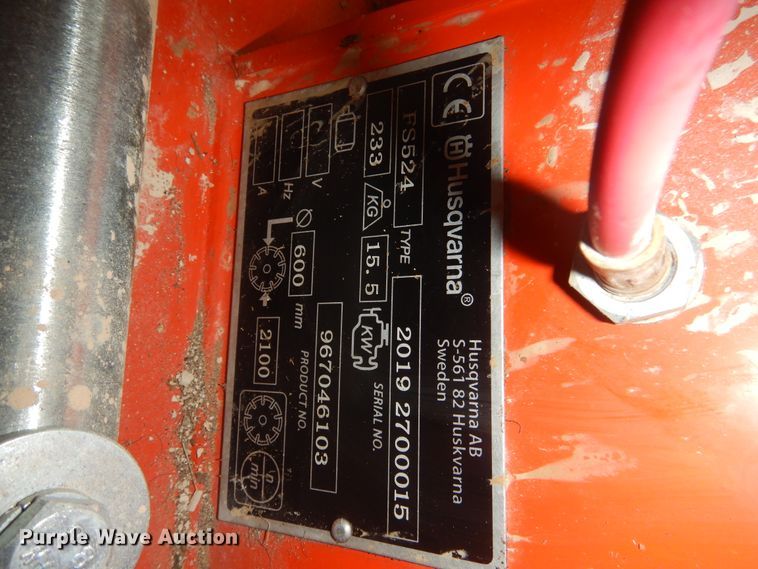 CE Husqvarna® Husqvarna AB
S-561 82 Huskvarna
Sweden
FS524 TYPE 2019 2700015 SERIAL NO.
233 KG 15.5 KW
V
Hz
A
Ø 600 mm 967046103 PRODUCT NO.
2100 n min
Purple Wave Auction